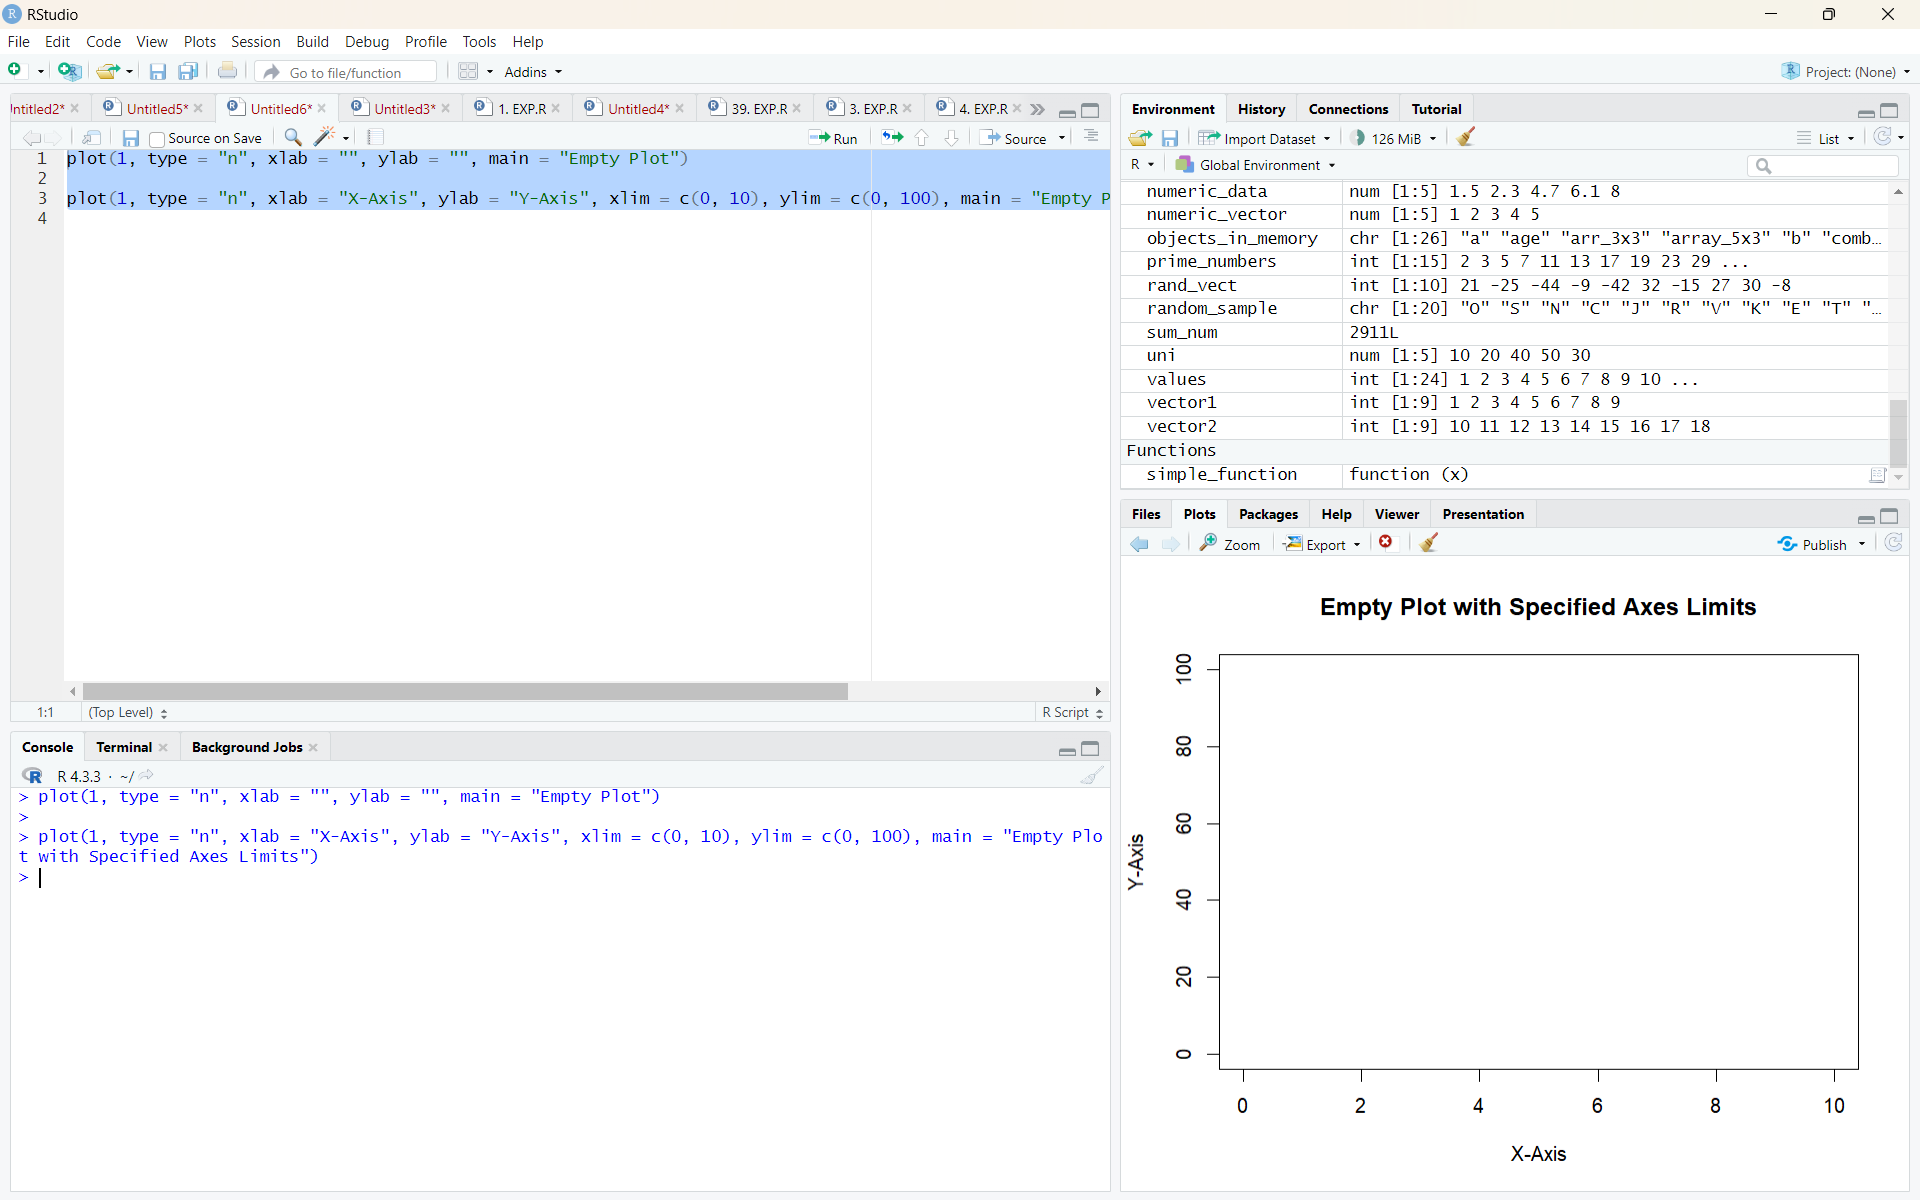 RStudio
File Edit Code View Plots Session Build Debug Profile Tools Help
Go to file/function Addins Project: (None)
ntitled2* Untitled5* Untitled6* Untitled3* 1. EXP.R Untitled4* 39. EXP.R 3. EXP.R 4. EXP.R
Source on Save Run Source
1 plot(1, type = "n", xlab = "", ylab = "", main = "Empty Plot")
2
3 plot(1, type = "n", xlab = "X-Axis", ylab = "Y-Axis", xlim = c(0, 10), ylim = c(0, 100), main = "Empty P
4
1:1 (Top Level) R Script
Console Terminal Background Jobs
R 4.3.3 · ~/
> plot(1, type = "n", xlab = "", ylab = "", main = "Empty Plot")
>
> plot(1, type = "n", xlab = "X-Axis", ylab = "Y-Axis", xlim = c(0, 10), ylim = c(0, 100), main = "Empty Plo
t with Specified Axes Limits")
>
Environment History Connections Tutorial
Import Dataset 126 MiB List
R Global Environment
numeric_data num [1:5] 1.5 2.3 4.7 6.1 8
numeric_vector num [1:5] 1 2 3 4 5
objects_in_memory chr [1:26] "a" "age" "arr_3x3" "array_5x3" "b" "comb…
prime_numbers int [1:15] 2 3 5 7 11 13 17 19 23 29 ...
rand_vect int [1:10] 21 -25 -44 -9 -42 32 -15 27 30 -8
random_sample chr [1:20] "O" "S" "N" "C" "J" "R" "V" "K" "E" "T" "…
sum_num 2911L
uni num [1:5] 10 20 40 50 30
values int [1:24] 1 2 3 4 5 6 7 8 9 10 ...
vector1 int [1:9] 1 2 3 4 5 6 7 8 9
vector2 int [1:9] 10 11 12 13 14 15 16 17 18
Functions
simple_function function (x)
Files Plots Packages Help Viewer Presentation
Zoom Export Publish
Empty Plot with Specified Axes Limits
100
80
60
40
20
0
Y-Axis
0 2 4 6 8 10
X-Axis